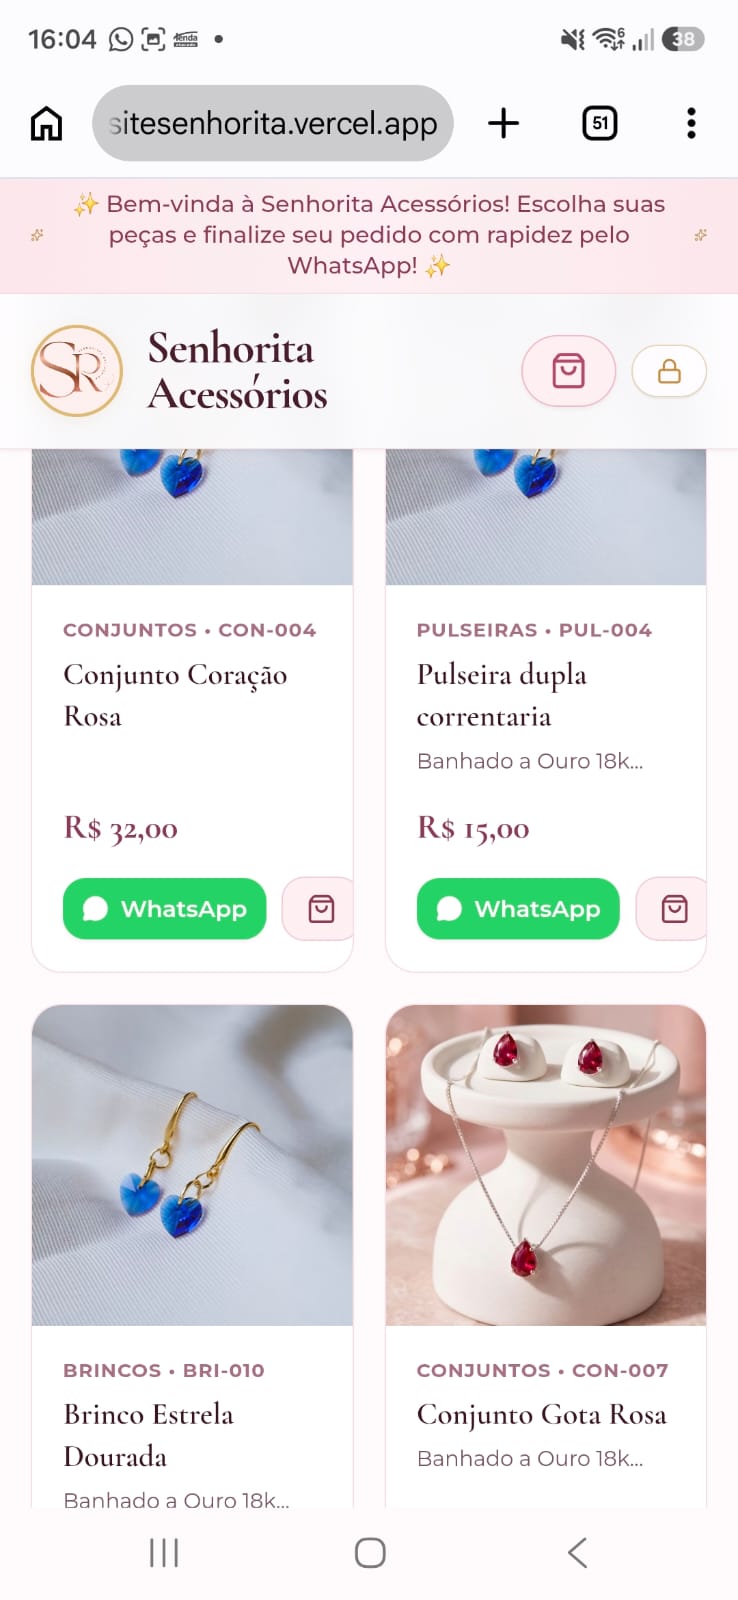 16:04
38
sitesenhorita.vercel.app
51
✨ Bem-vinda à Senhorita Acessórios! Escolha suas
peças e finalize seu pedido com rapidez pelo
WhatsApp! ✨
SR
Senhorita
Acessórios
CONJUNTOS • CON-004
Conjunto Coração
Rosa
R$ 32,00
WhatsApp
PULSEIRAS • PUL-004
Pulseira dupla
correntaria
Banhado a Ouro 18k...
R$ 15,00
WhatsApp
BRINCOS • BRI-010
Brinco Estrela
Dourada
Banhado a Ouro 18k...
CONJUNTOS • CON-007
Conjunto Gota Rosa
Banhado a Ouro 18k...